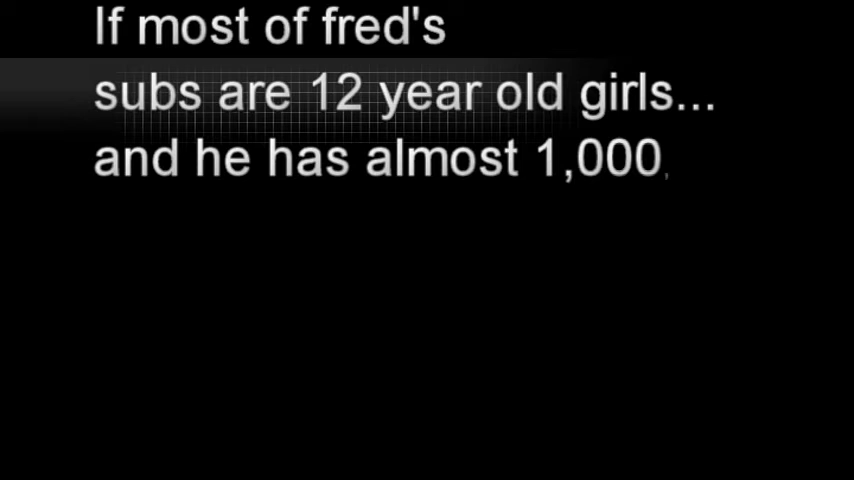 If most of fred's
subs are 12 year old girls...
and he has almost 1,000,